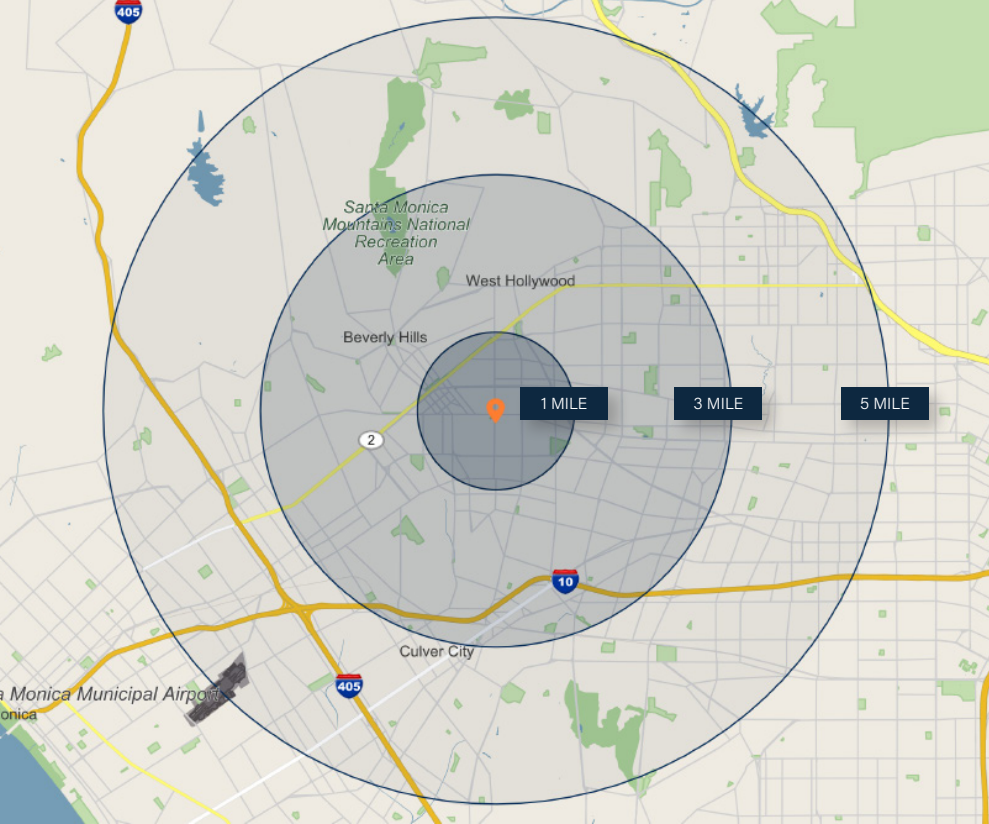 405
Santa Monica
Mountains National
Recreation
Area
West Hollywood
Beverly Hills
1 MILE
3 MILE
5 MILE
2
10
Culver City
405
a Monica Municipal Airport
onica